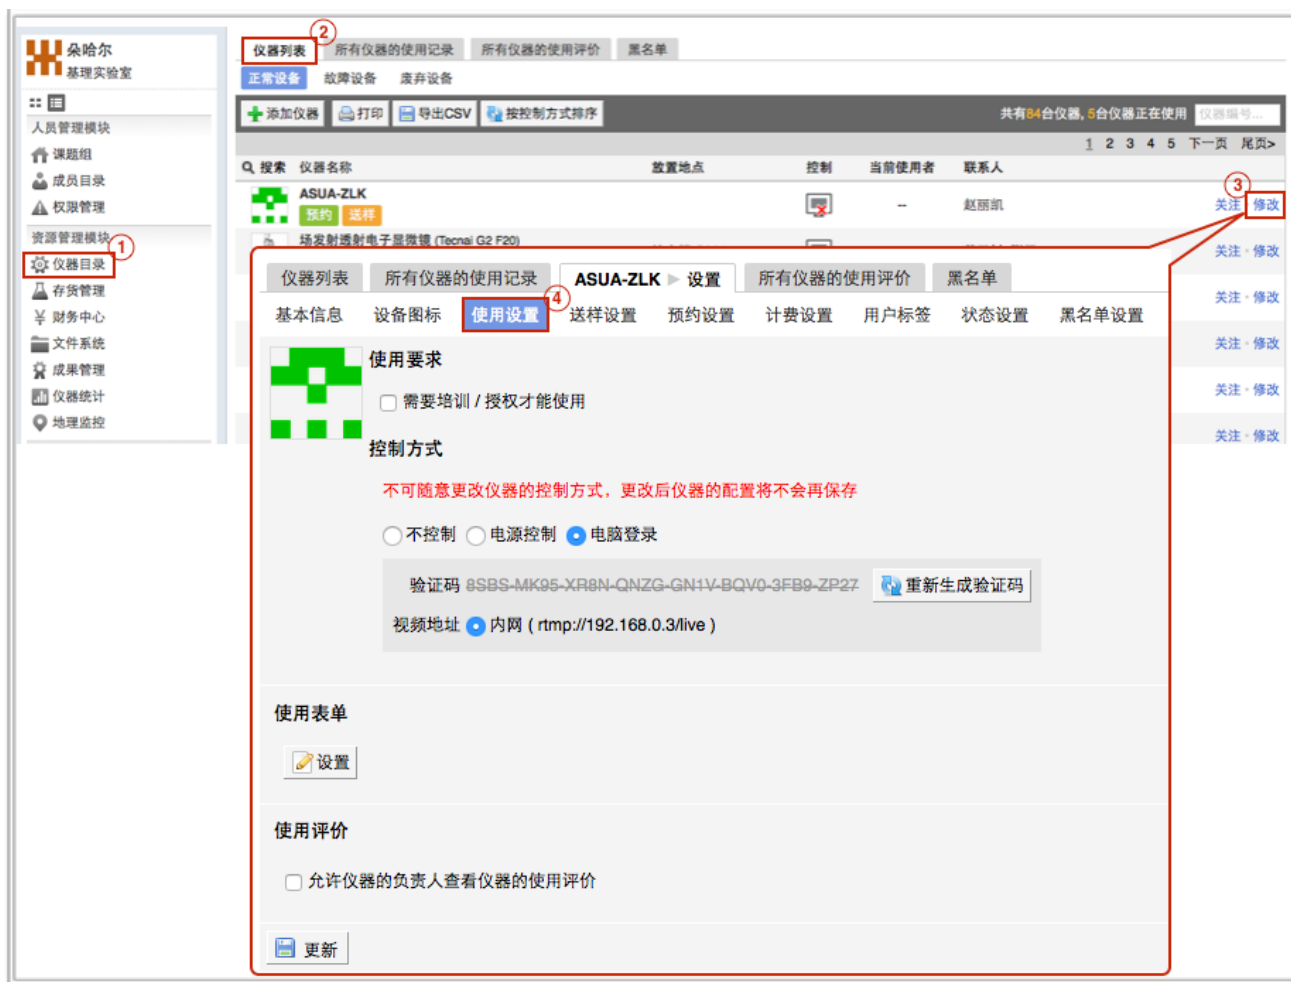 朵哈尔
基理实验室
人员管理模块
课题组
成员目录
权限管理
资源管理模块
①
仪器目录
存货管理
财务中心
文件系统
成果管理
仪器统计
地理监控
②
仪器列表 所有仪器的使用记录 所有仪器的使用评价 黑名单
正常设备 故障设备 废弃设备
添加仪器 打印 导出CSV 按控制方式排序 共有84台仪器, 5台仪器正在使用 仪器编号...
1 2 3 4 5 下一页 尾页>
搜索 仪器名称 放置地点 控制 当前使用者 联系人
③
ASUA-ZLK
预约 送样 -- 赵丽凯 关注 · 修改
场发射透射电子显微镜 (Tecnai G2 F20)
关注 · 修改
关注 · 修改
关注 · 修改
关注 · 修改
关注 · 修改
仪器列表 所有仪器的使用记录 ASUA-ZLK ▶ 设置 所有仪器的使用评价 黑名单
④
基本信息 设备图标 使用设置 送样设置 预约设置 计费设置 用户标签 状态设置 黑名单设置
使用要求
需要培训 / 授权才能使用
控制方式
不可随意更改仪器的控制方式，更改后仪器的配置将不会再保存
不控制 电源控制 电脑登录
验证码 8SBS-MK95-XR8N-QNZG-GN1V-BQV0-3FB9-ZP27 重新生成验证码
视频地址 内网 ( rtmp://192.168.0.3/live )
使用表单
设置
使用评价
允许仪器的负责人查看仪器的使用评价
更新